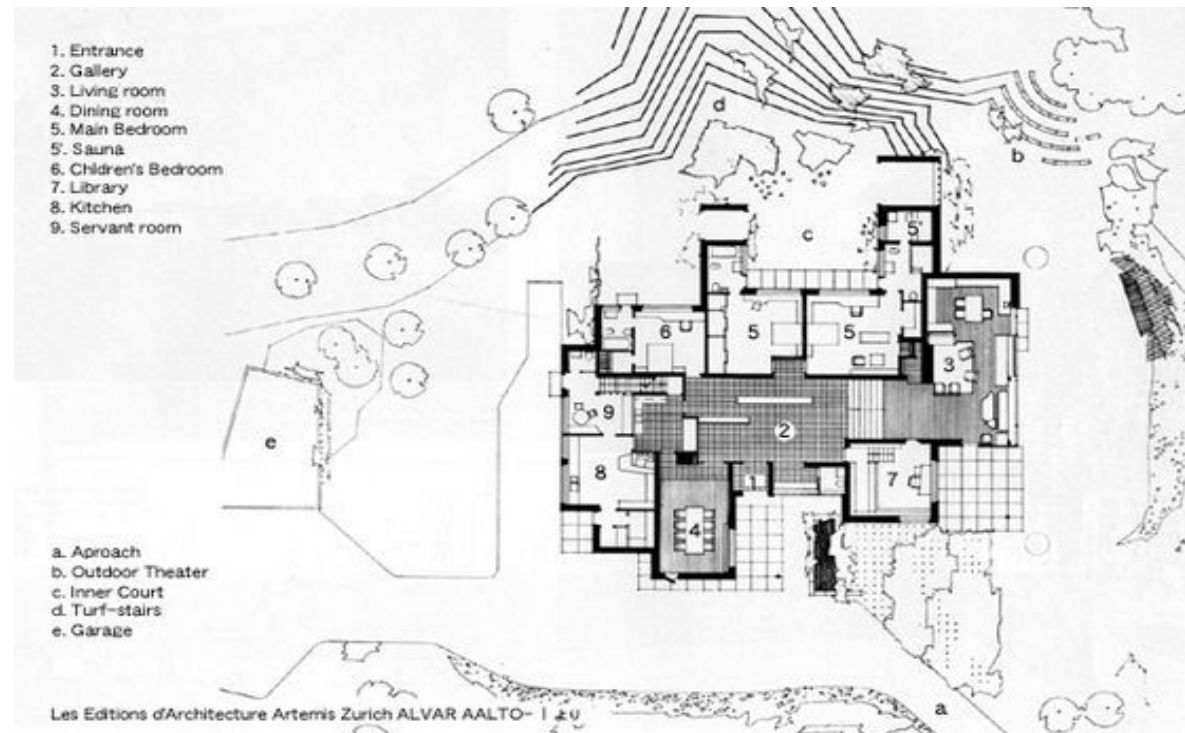 1. Entrance
2. Gallery
3. Living room
4. Dining room
5. Main Bedroom
5'. Sauna
6. Children's Bedroom
7. Library
8. Kitchen
9. Servant room
d
b
c
5'
6
5
5
3
9
2
e
8
7
1
4
a. Aproach
b. Outdoor Theater
c. Inner Court
d. Turf-stairs
e. Garage
Les Editions d'Architecture Artemis Zurich ALVAR AALTO- I より
a